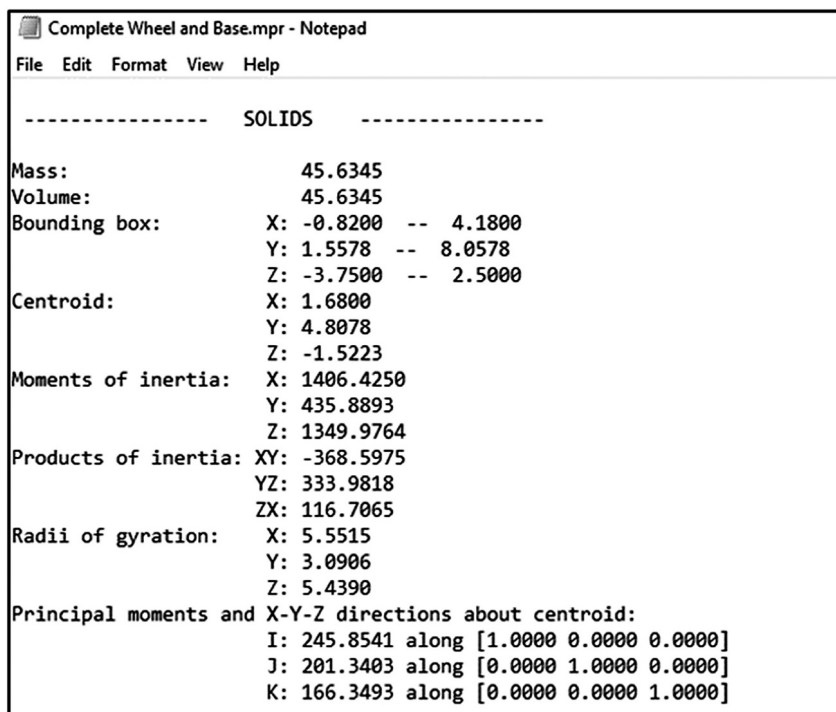 Complete Wheel and Base.mpr - Notepad
File Edit Format View Help
---------------- SOLIDS ----------------
Mass: 45.6345
Volume: 45.6345
Bounding box: X: -0.8200 -- 4.1800
Y: 1.5578 -- 8.0578
Z: -3.7500 -- 2.5000
Centroid: X: 1.6800
Y: 4.8078
Z: -1.5223
Moments of inertia: X: 1406.4250
Y: 435.8893
Z: 1349.9764
Products of inertia: XY: -368.5975
YZ: 333.9818
ZX: 116.7065
Radii of gyration: X: 5.5515
Y: 3.0906
Z: 5.4390
Principal moments and X-Y-Z directions about centroid:
I: 245.8541 along [1.0000 0.0000 0.0000]
J: 201.3403 along [0.0000 1.0000 0.0000]
K: 166.3493 along [0.0000 0.0000 1.0000]